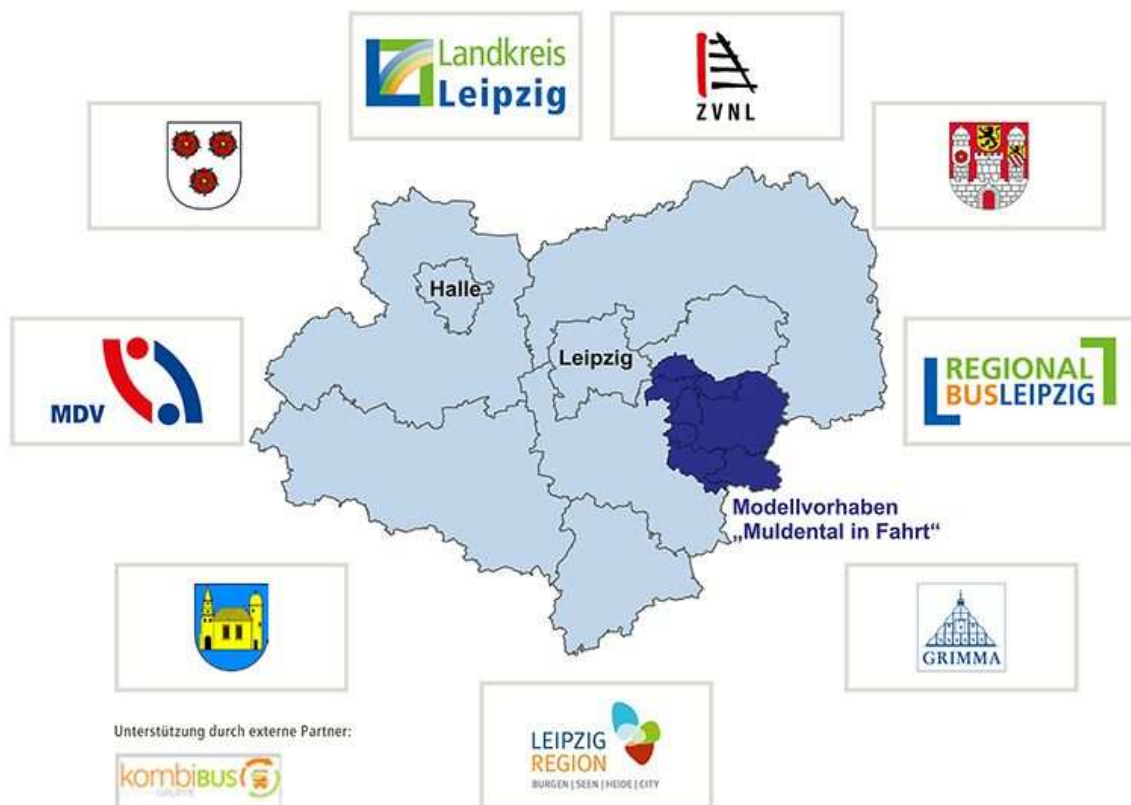 Landkreis
Leipzig
ZVNL
Halle
Leipzig
MDV
REGIONAL
BUSLEIPZIG
Modellvorhaben
„Muldental in Fahrt“
GRIMMA
Unterstützung durch externe Partner:
kombiBUS
GRUPPE
LEIPZIG
REGION
BURGEN | SEEN | HEIDE | CITY